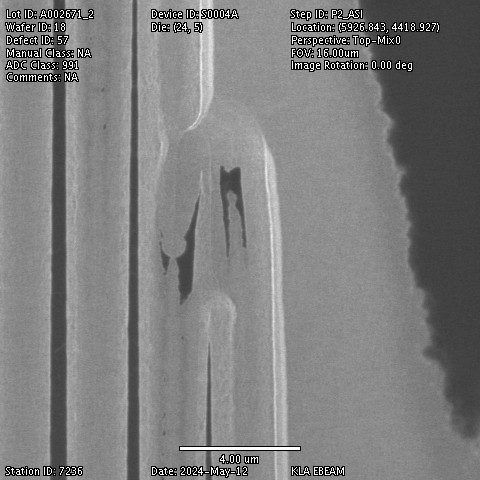 Lot ID: A002671_2
Wafer ID: 18
Defect ID: 57
Manual Class: NA
ADC Class: 991
Comments: NA
Device ID: S0004A
Die: (24, 5)
Step ID: F2_ASI
Location: (5926.843, 4418.927)
Perspective: Top-Mix0
FOV: 16.00um
Image Rotation: 0.00 deg
4.00 um
Station ID: 7236
Date: 2024-May-12
KLA EBEAM